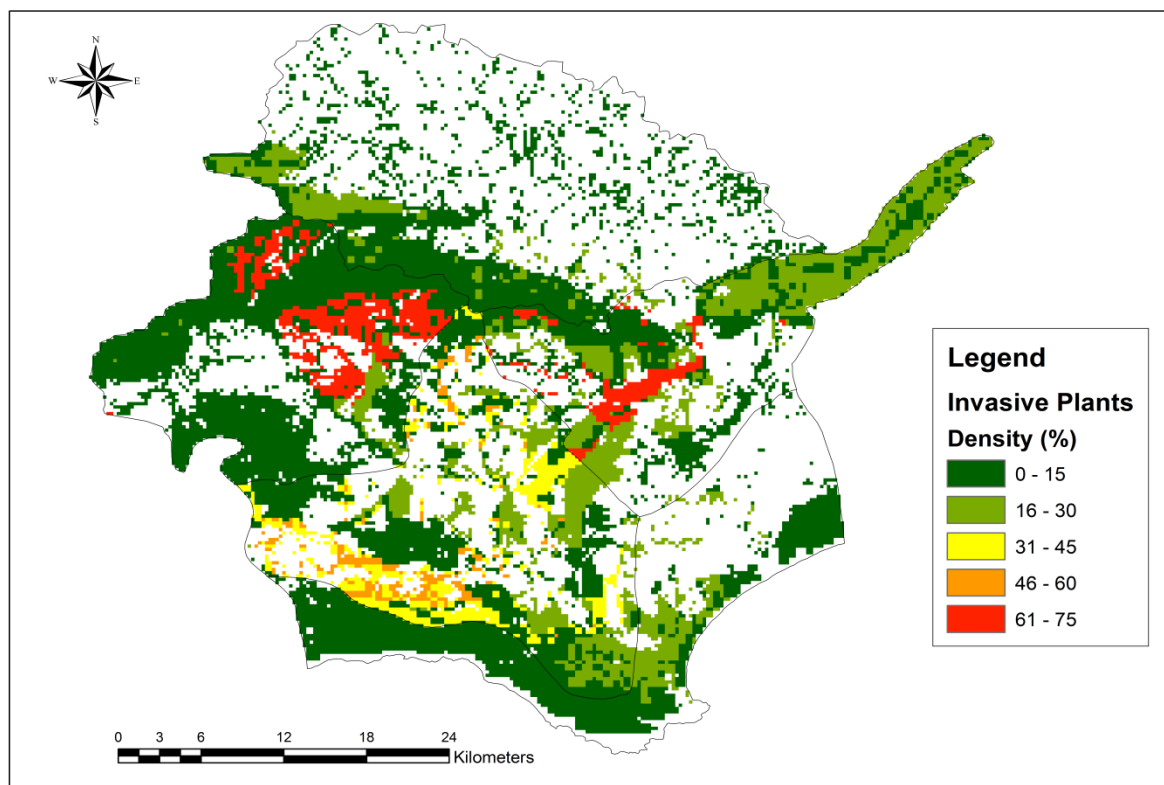 N
W E
S
Legend
Invasive Plants
Density (%)
0 - 15
16 - 30
31 - 45
46 - 60
61 - 75
0 3 6 12 18 24
Kilometers